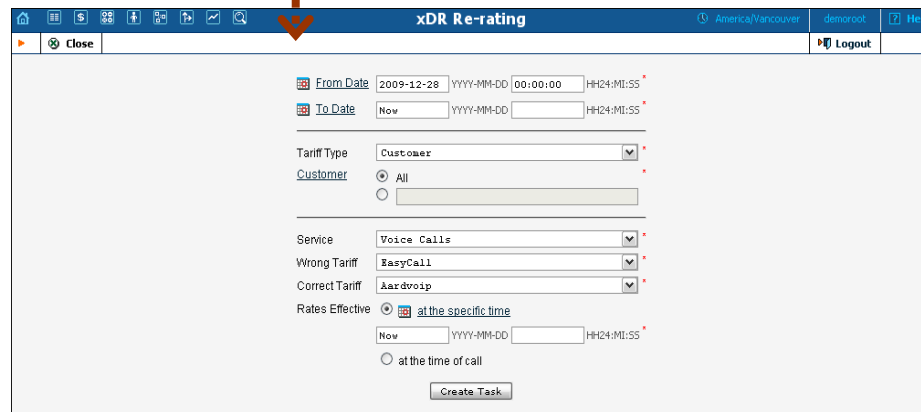 xDR Re-rating America/Vancouver demoroot ? He
Close Logout
From Date 2009-12-28 YYYY-MM-DD 00:00:00 HH24:MI:SS *
To Date Now YYYY-MM-DD HH24:MI:SS *
Tariff Type Customer *
Customer All *
Service Voice Calls *
Wrong Tariff EasyCall *
Correct Tariff Aardvoip *
Rates Effective at the specific time
Now YYYY-MM-DD HH24:MI:SS *
at the time of call
Create Task